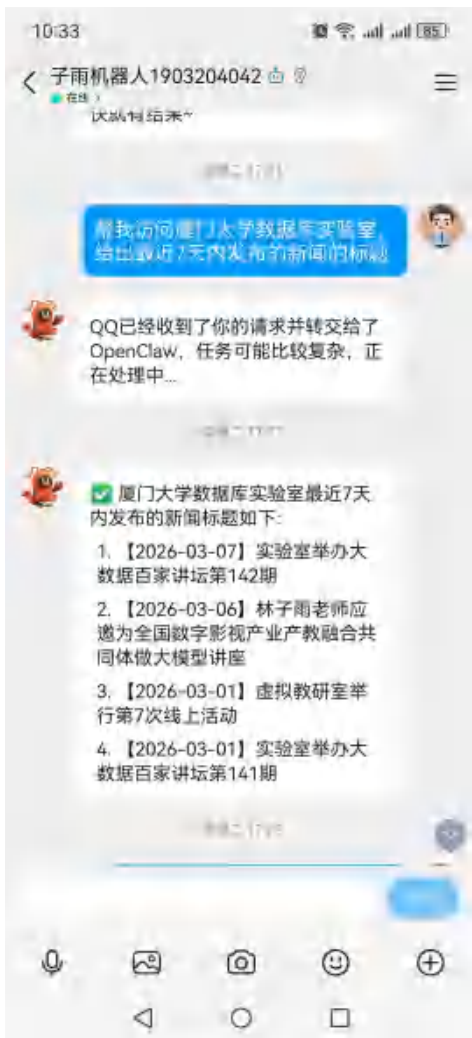 10:33
85
子雨机器人1903204042
在线
次就有结果~
帮我访问厦门大学数据库实验室，
给出最近7天内发布的新闻的标题
QQ已经收到了你的请求并转交给了
OpenClaw，任务可能比较复杂，正
在处理中...
✅ 厦门大学数据库实验室最近7天
内发布的新闻标题如下:
1. 【2026-03-07】实验室举办大
数据百家讲坛第142期
2. 【2026-03-06】林子雨老师应
邀为全国数字影视产业产教融合共
同体做大模型讲座
3. 【2026-03-01】虚拟教研室举
行第7次线上活动
4. 【2026-03-01】实验室举办大
数据百家讲坛第141期